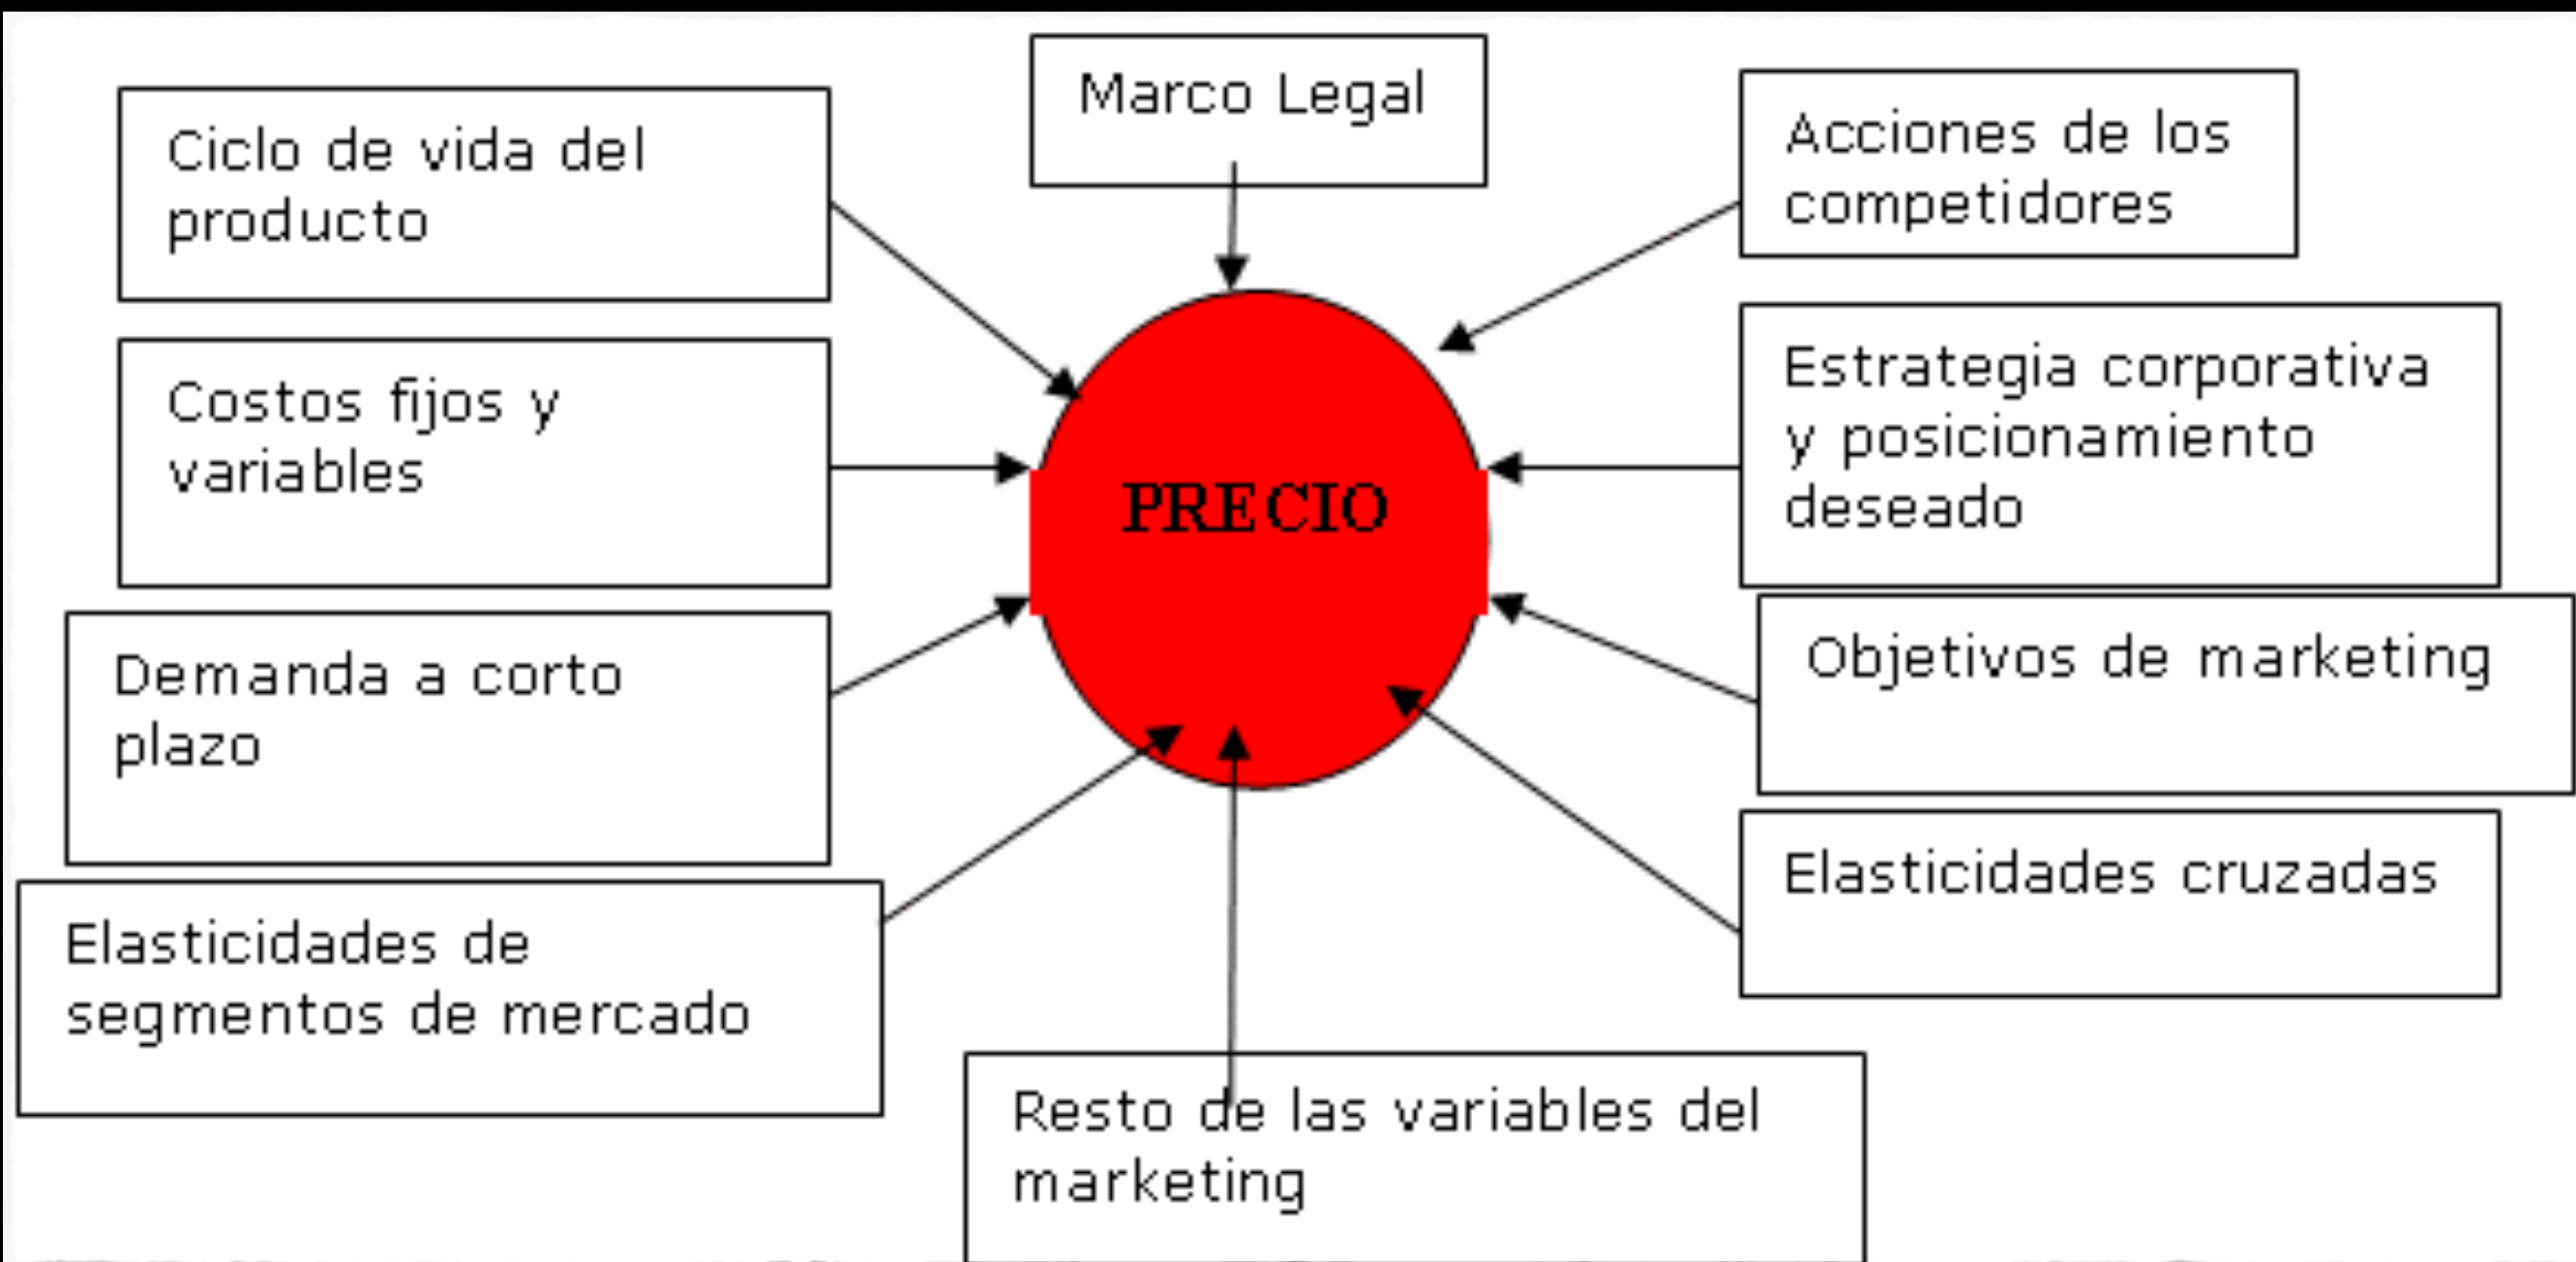 Marco Legal
Ciclo de vida del
producto
Acciones de los
competidores
Costos fijos y
variables
Estrategia corporativa
y posicionamiento
deseado
PRECIO
Demanda a corto
plazo
Objetivos de marketing
Elasticidades de
segmentos de mercado
Elasticidades cruzadas
Resto de las variables del
marketing